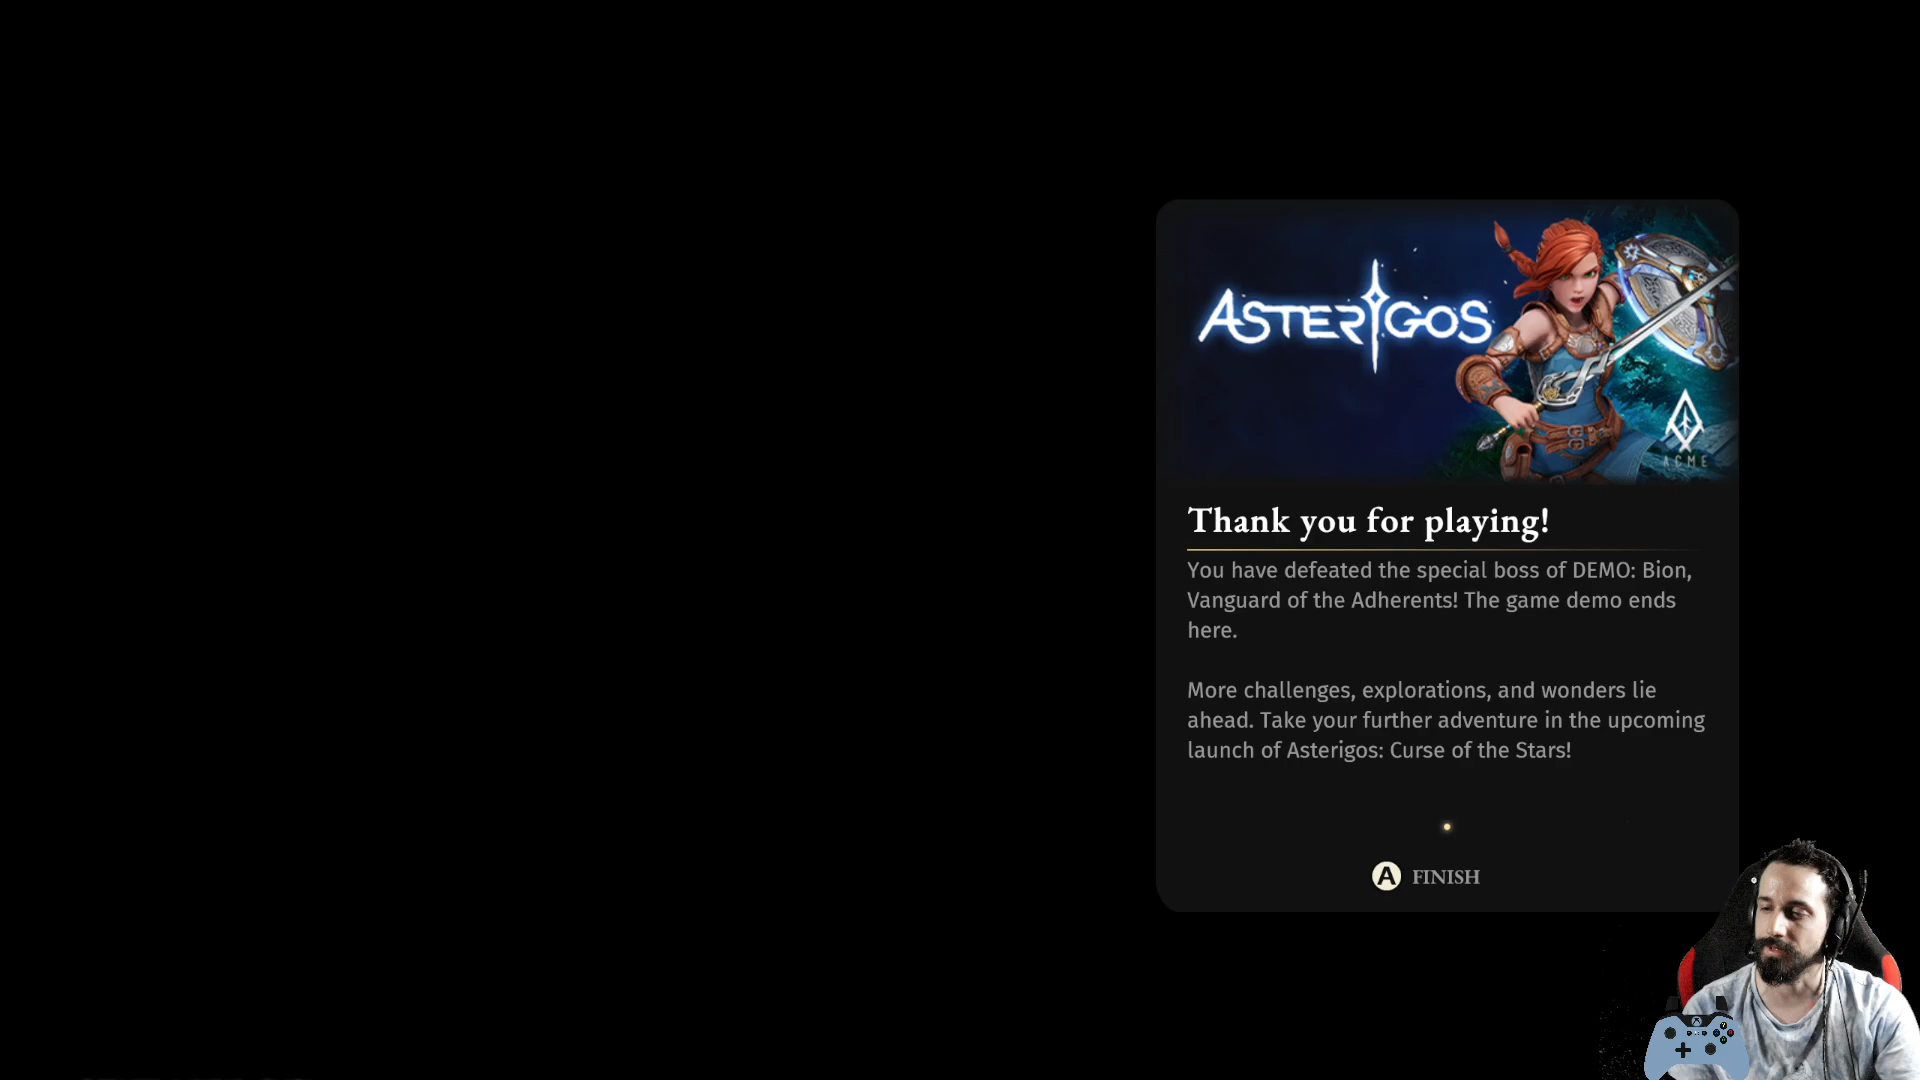 ASTERIGOS
ACME
Thank you for playing!
You have defeated the special boss of DEMO: Bion,
Vanguard of the Adherents! The game demo ends
here.
More challenges, explorations, and wonders lie
ahead. Take your further adventure in the upcoming
launch of Asterigos: Curse of the Stars!
A FINISH